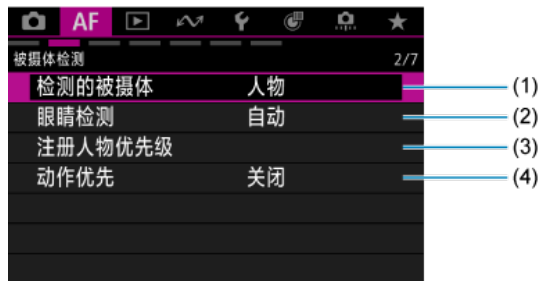 AF
被摄体检测 2/7
检测的被摄体 人物 (1)
眼睛检测 自动 (2)
注册人物优先级 (3)
动作优先 关闭 (4)